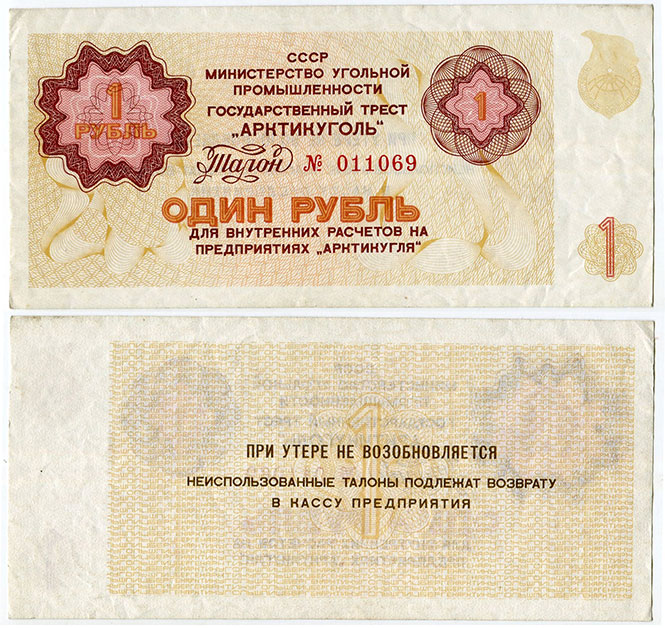 СССР
МИНИСТЕРСТВО УГОЛЬНОЙ
ПРОМЫШЛЕННОСТИ
ГОСУДАРСТВЕННЫЙ ТРЕСТ
„АРКТИКУГОЛЬ“
1
РУБЛЬ
1
Талон № 011069
ОДИН РУБЛЬ
ДЛЯ ВНУТРЕННИХ РАСЧЕТОВ НА
ПРЕДПРИЯТИЯХ „АРКТИКУГЛЯ“
1
1
ПРИ УТЕРЕ НЕ ВОЗОБНОВЛЯЕТСЯ
НЕИСПОЛЬЗОВАННЫЕ ТАЛОНЫ ПОДЛЕЖАТ ВОЗВРАТУ
В КАССУ ПРЕДПРИЯТИЯ